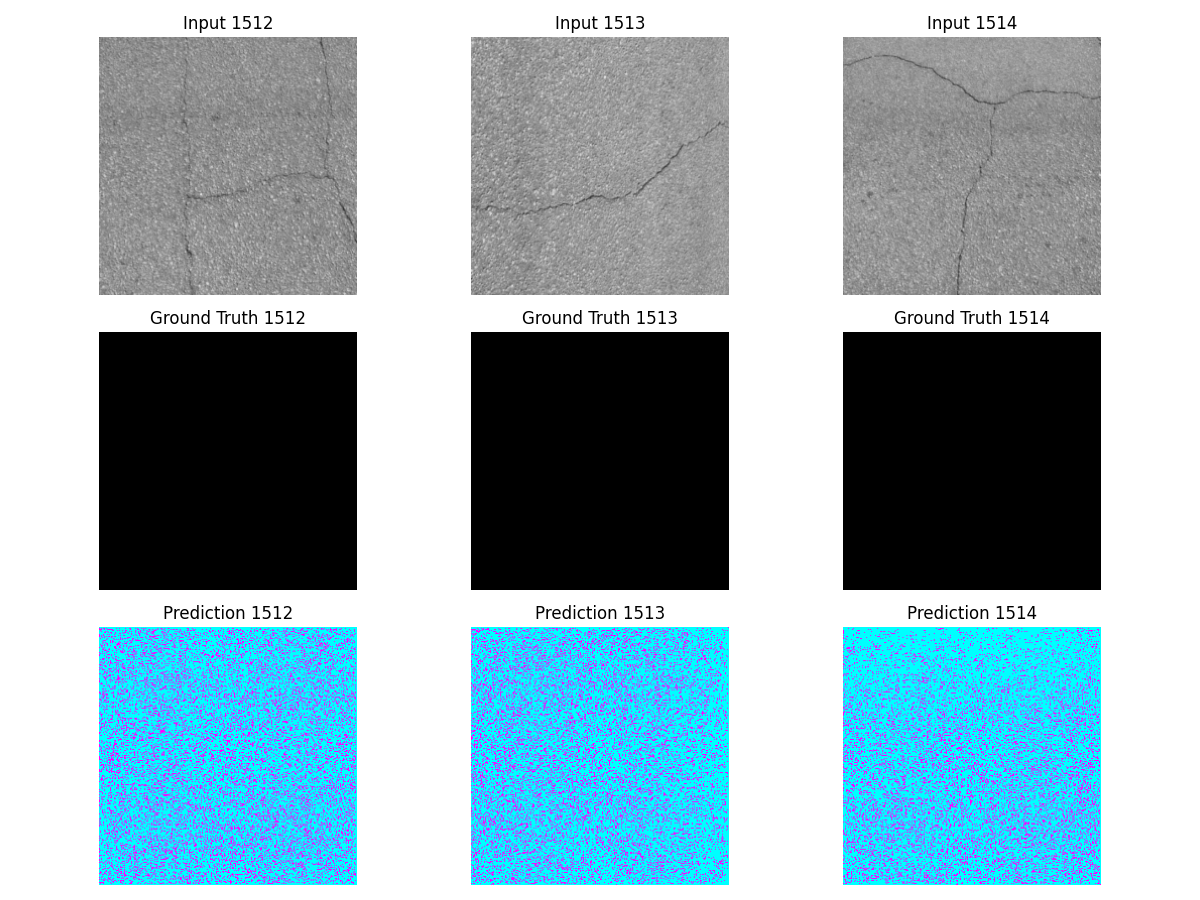 Input 1512
Input 1513
Input 1514
Ground Truth 1512
Ground Truth 1513
Ground Truth 1514
Prediction 1512
Prediction 1513
Prediction 1514